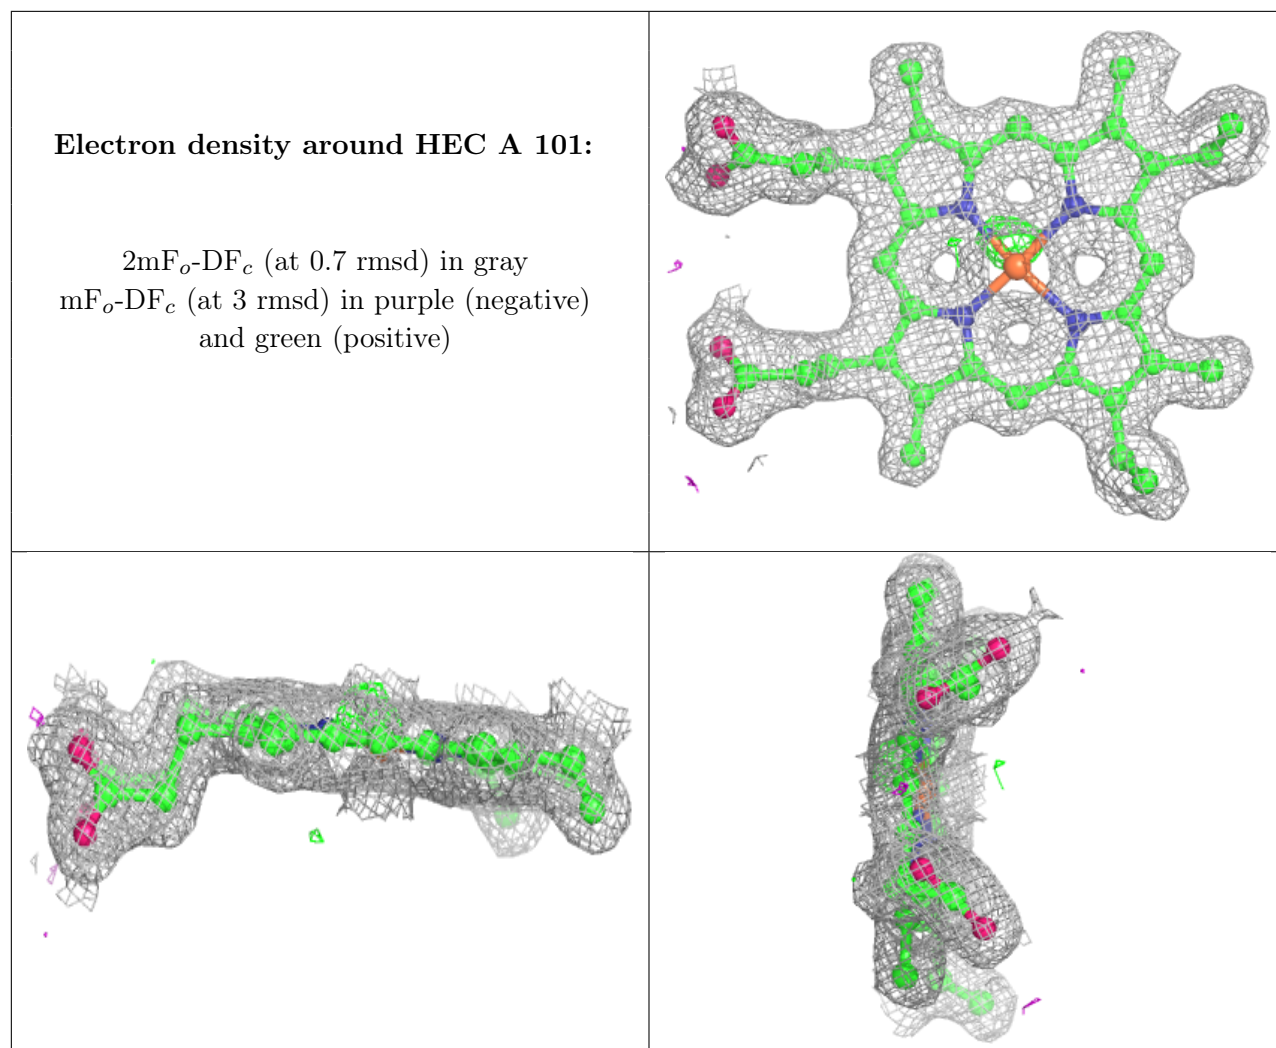 Electron density around HEC A 101:
2mFₒ-DF𝑐 (at 0.7 rmsd) in gray
mFₒ-DF𝑐 (at 3 rmsd) in purple (negative)
and green (positive)